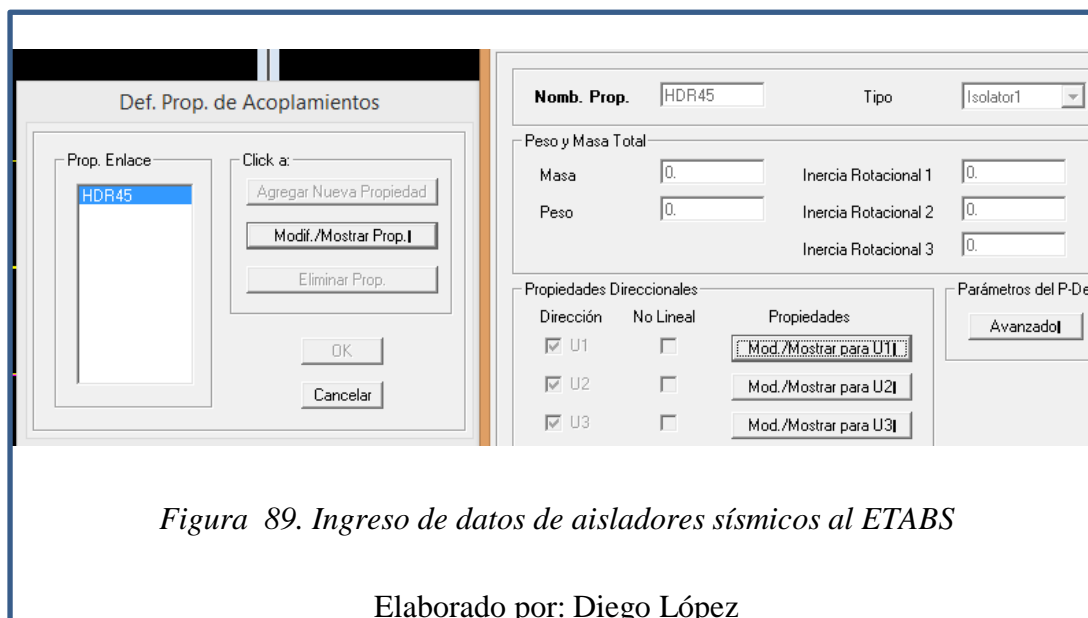 Def. Prop. de Acoplamientos
Prop. Enlace
HDR45
Click a:
Agregar Nueva Propiedad
Modif./Mostrar Prop.
Eliminar Prop.
OK
Cancelar
Nomb. Prop. HDR45 Tipo Isolator1
Peso y Masa Total
Masa 0. Inercia Rotacional 1 0.
Peso 0. Inercia Rotacional 2 0.
Inercia Rotacional 3 0.
Propiedades Direccionales
Dirección No Lineal Propiedades
U1 Mod./Mostrar para U1
U2 Mod./Mostrar para U2
U3 Mod./Mostrar para U3
Parámetros del P-De
Avanzado
Figura 89. Ingreso de datos de aisladores sísmicos al ETABS
Elaborado por: Diego López